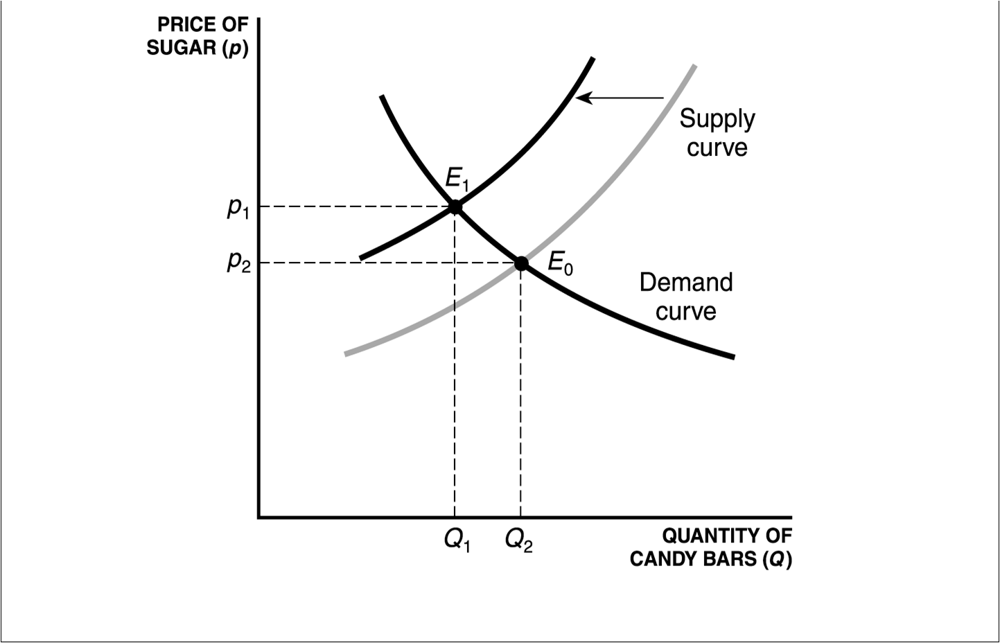 PRICE OF
SUGAR (p)
Supply
curve
E₁
p₁
p₂
E₀
Demand
curve
Q₁
Q₂
QUANTITY OF
CANDY BARS (Q)